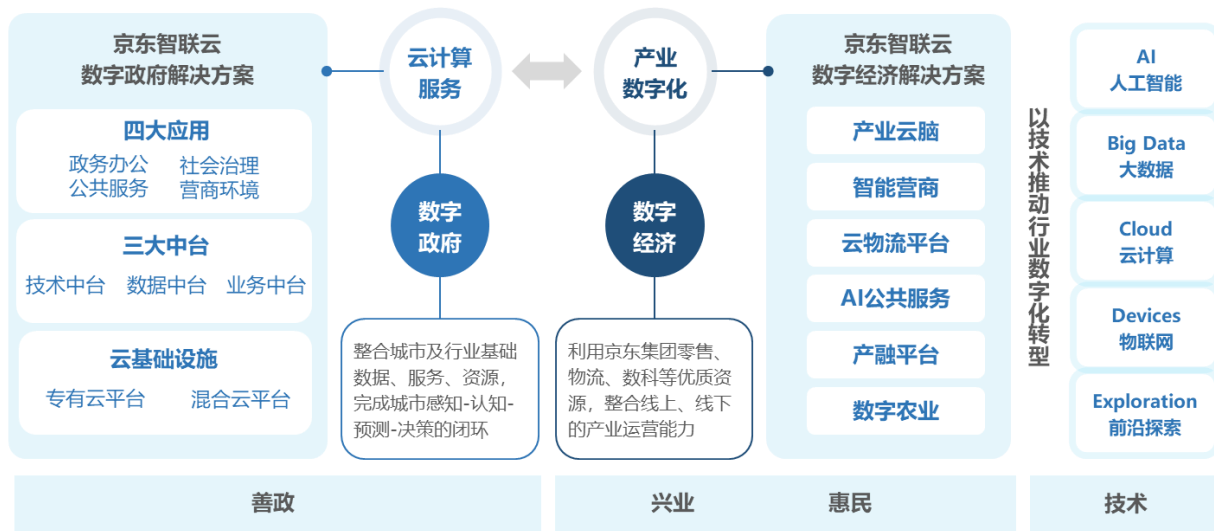 京东智联云
数字政府解决方案
四大应用
政务办公 社会治理
公共服务 营商环境
三大中台
技术中台 数据中台 业务中台
云基础设施
专有云平台 混合云平台
云计算
服务
数字
政府
整合城市及行业基础
数据、服务、资源，
完成城市感知-认知-
预测-决策的闭环
产业
数字化
数字
经济
利用京东集团零售、
物流、数科等优质资
源，整合线上、线下
的产业运营能力
京东智联云
数字经济解决方案
产业云脑
智能营商
云物流平台
AI公共服务
产融平台
数字农业
以技术推动行业数字化转型
AI
人工智能
Big Data
大数据
Cloud
云计算
Devices
物联网
Exploration
前沿探索
善政
兴业 惠民
技术